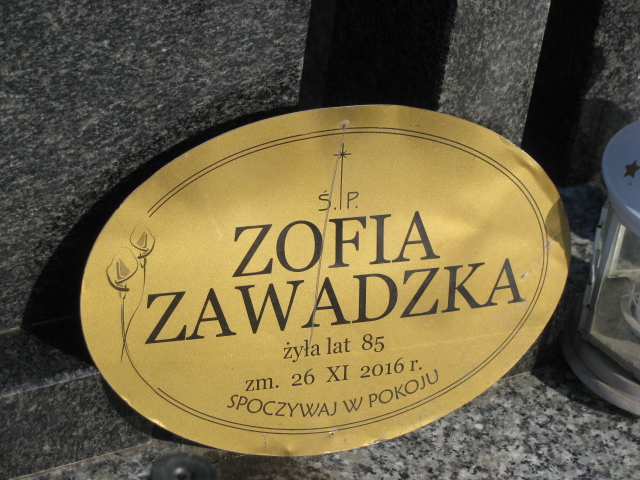 Ś. P.
ZOFIA
ZAWADZKA
żyła lat 85
zm. 26 XI 2016 r.
SPOCZYWAJ W POKOJU